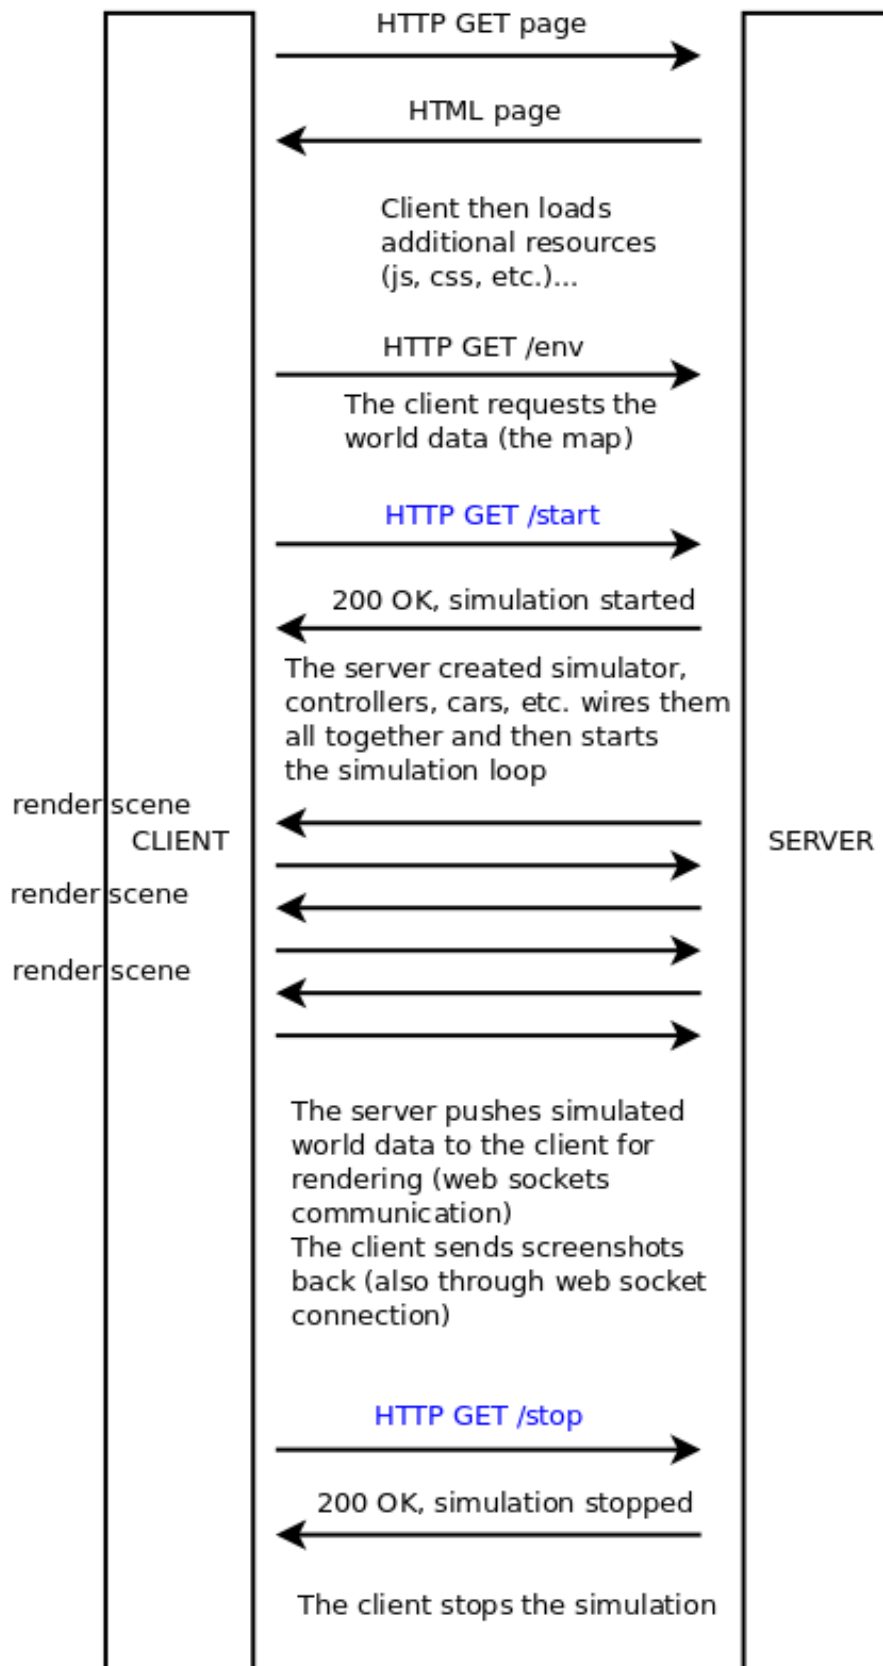 HTTP GET page
HTML page
Client then loads
additional resources
(js, css, etc.)...
HTTP GET /env
The client requests the
world data (the map)
HTTP GET /start
200 OK, simulation started
The server created simulator,
controllers, cars, etc. wires them
all together and then starts
the simulation loop
render scene
CLIENT
SERVER
render scene
render scene
The server pushes simulated
world data to the client for
rendering (web sockets
communication)
The client sends screenshots
back (also through web socket
connection)
HTTP GET /stop
200 OK, simulation stopped
The client stops the simulation